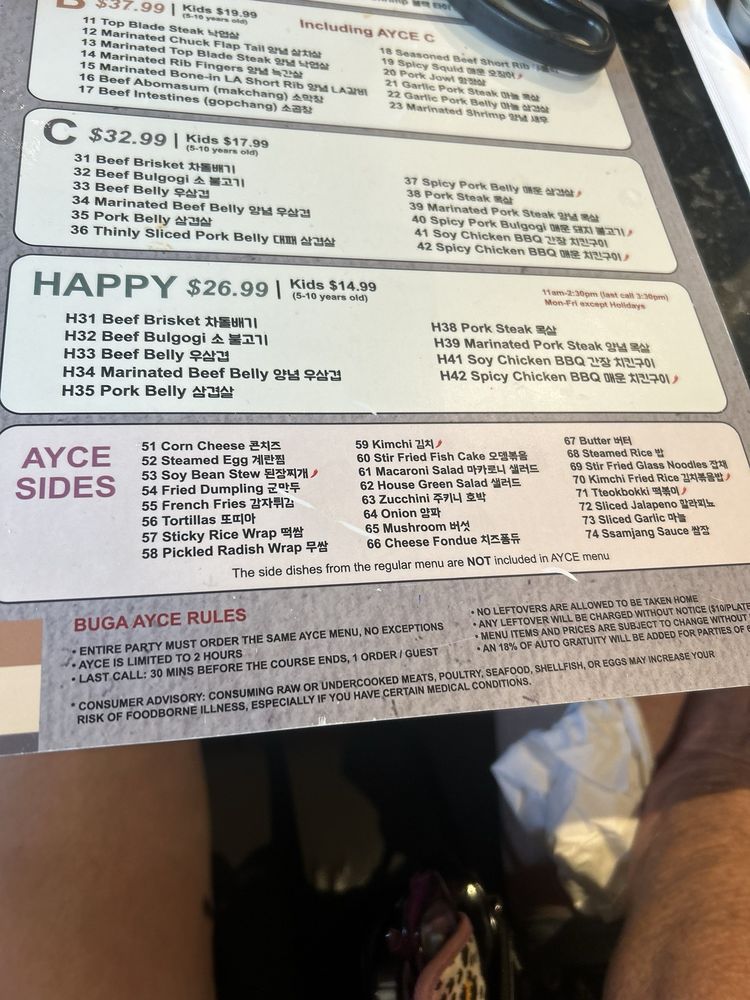 B $37.99 | Kids $19.99
(5-10 years old)
Including AYCE C
11 Top Blade Steak 낙엽살
12 Marinated Chuck Flap Tail 양념 살치살
13 Marinated Top Blade Steak 양념 낙엽살
14 Marinated Rib Fingers 양념 늑간살
15 Marinated Bone-in LA Short Rib 양념 LA갈비
16 Beef Abomasum (makchang) 소막창
17 Beef Intestines (gopchang) 소곱창
18 Seasoned Beef Short Rib
19 Spicy Squid 매운 오징어
20 Pork Jowl 항정살
21 Garlic Pork Steak 마늘 목살
22 Garlic Pork Belly 마늘 삼겹살
23 Marinated Shrimp 양념 새우
C $32.99 | Kids $17.99
(5-10 years old)
31 Beef Brisket 차돌배기
32 Beef Bulgogi 소 불고기
33 Beef Belly 우삼겹
34 Marinated Beef Belly 양념 우삼겹
35 Pork Belly 삼겹살
36 Thinly Sliced Pork Belly 대패 삼겹살
37 Spicy Pork Belly 매운 삼겹살
38 Pork Steak 목살
39 Marinated Pork Steak 양념 목살
40 Spicy Pork Bulgogi 매운 돼지 불고기
41 Soy Chicken BBQ 간장 치킨구이
42 Spicy Chicken BBQ 매운 치킨구이
HAPPY $26.99 | Kids $14.99
(5-10 years old)
11am-2:30pm (last call 3:30pm)
Mon-Fri except Holidays
H31 Beef Brisket 차돌배기
H32 Beef Bulgogi 소 불고기
H33 Beef Belly 우삼겹
H34 Marinated Beef Belly 양념 우삼겹
H35 Pork Belly 삼겹살
H38 Pork Steak 목살
H39 Marinated Pork Steak 양념 목살
H41 Soy Chicken BBQ 간장 치킨구이
H42 Spicy Chicken BBQ 매운 치킨구이
AYCE
SIDES
51 Corn Cheese 콘치즈
52 Steamed Egg 계란찜
53 Soy Bean Stew 된장찌개
54 Fried Dumpling 군만두
55 French Fries 감자튀김
56 Tortillas 또띠아
57 Sticky Rice Wrap 떡쌈
58 Pickled Radish Wrap 무쌈
59 Kimchi 김치
60 Stir Fried Fish Cake 오뎅볶음
61 Macaroni Salad 마카로니 샐러드
62 House Green Salad 샐러드
63 Zucchini 주키니 호박
64 Onion 양파
65 Mushroom 버섯
66 Cheese Fondue 치즈퐁듀
67 Butter 버터
68 Steamed Rice 밥
69 Stir Fried Glass Noodles 잡채
70 Kimchi Fried Rice 김치볶음밥
71 Tteokbokki 떡볶이
72 Sliced Jalapeno 할라피뇨
73 Sliced Garlic 마늘
74 Ssamjang Sauce 쌈장
The side dishes from the regular menu are NOT included in AYCE menu
BUGA AYCE RULES
• ENTIRE PARTY MUST ORDER THE SAME AYCE MENU, NO EXCEPTIONS
• AYCE IS LIMITED TO 2 HOURS
• LAST CALL: 30 MINS BEFORE THE COURSE ENDS, 1 ORDER / GUEST
• NO LEFTOVERS ARE ALLOWED TO BE TAKEN HOME
• ANY LEFTOVER WILL BE CHARGED WITHOUT NOTICE ($10/PLATE
• MENU ITEMS AND PRICES ARE SUBJECT TO CHANGE WITHOUT
• AN 18% OF AUTO GRATUITY WILL BE ADDED FOR PARTIES OF
• CONSUMER ADVISORY: CONSUMING RAW OR UNDERCOOKED MEATS, POULTRY, SEAFOOD, SHELLFISH, OR EGGS MAY INCREASE YOUR
RISK OF FOODBORNE ILLNESS, ESPECIALLY IF YOU HAVE CERTAIN MEDICAL CONDITIONS.